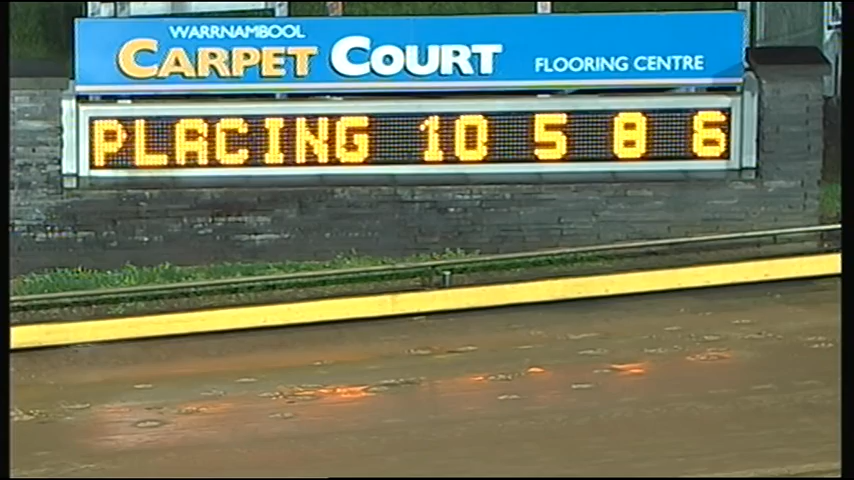 WARRNAMBOOL
CARPET COURT FLOORING CENTRE
PLACING 10 5 8 6